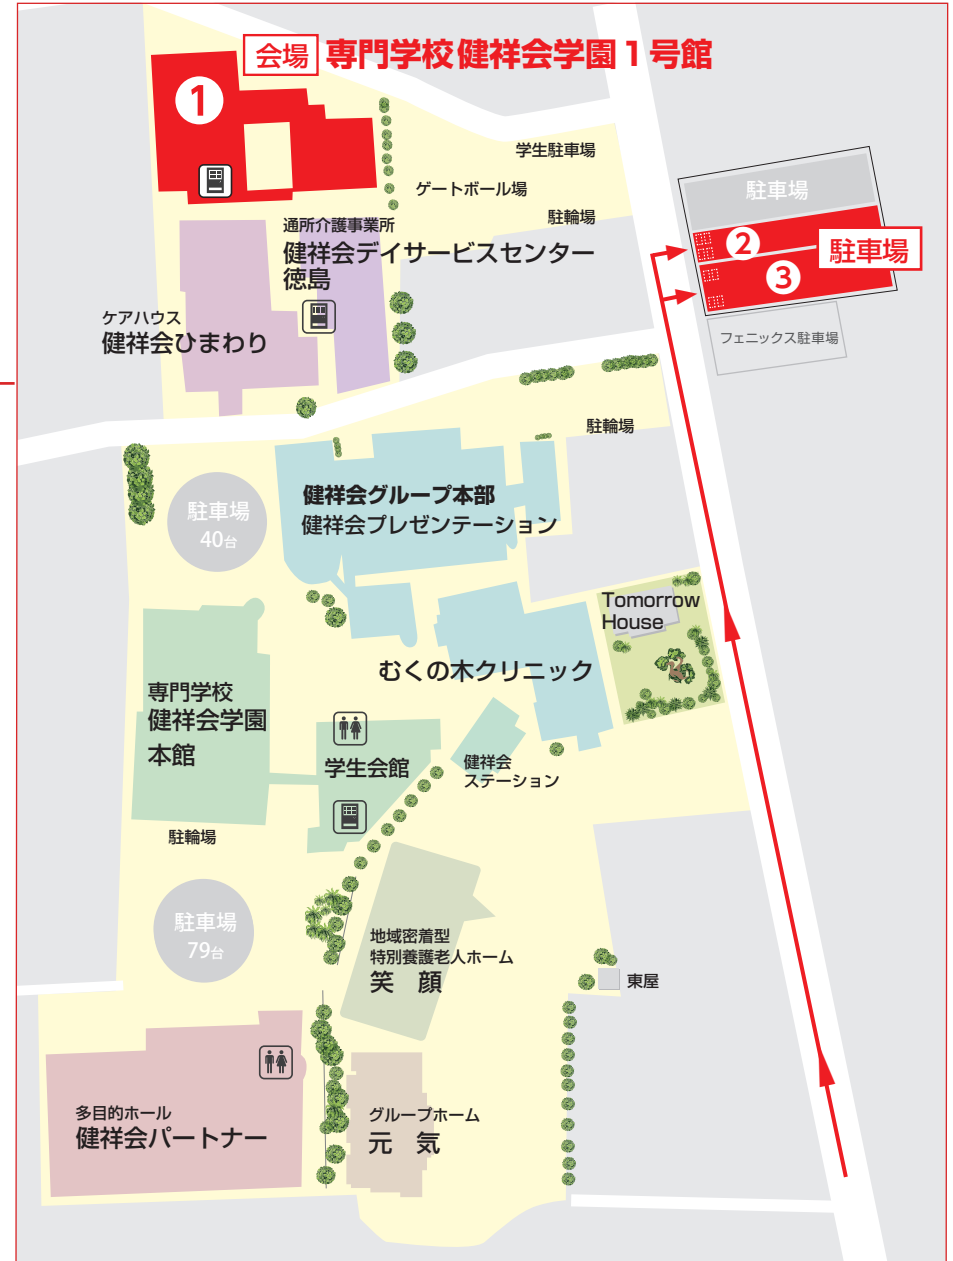 会場 専門学校健祥会学園1号館
1
学生駐車場
ゲートボール場
駐輪場
駐車場
2
3
駐車場
フェニックス駐車場
通所介護事業所
健祥会デイサービスセンター
徳島
ケアハウス
健祥会ひまわり
駐輪場
駐車場
40台
健祥会グループ本部
健祥会プレゼンテーション
Tomorrow
House
むくの木クリニック
専門学校
健祥会学園
本館
学生会館
健祥会
ステーション
駐輪場
駐車場
79台
地域密着型
特別養護老人ホーム
笑 顔
東屋
多目的ホール
健祥会パートナー
グループホーム
元 気